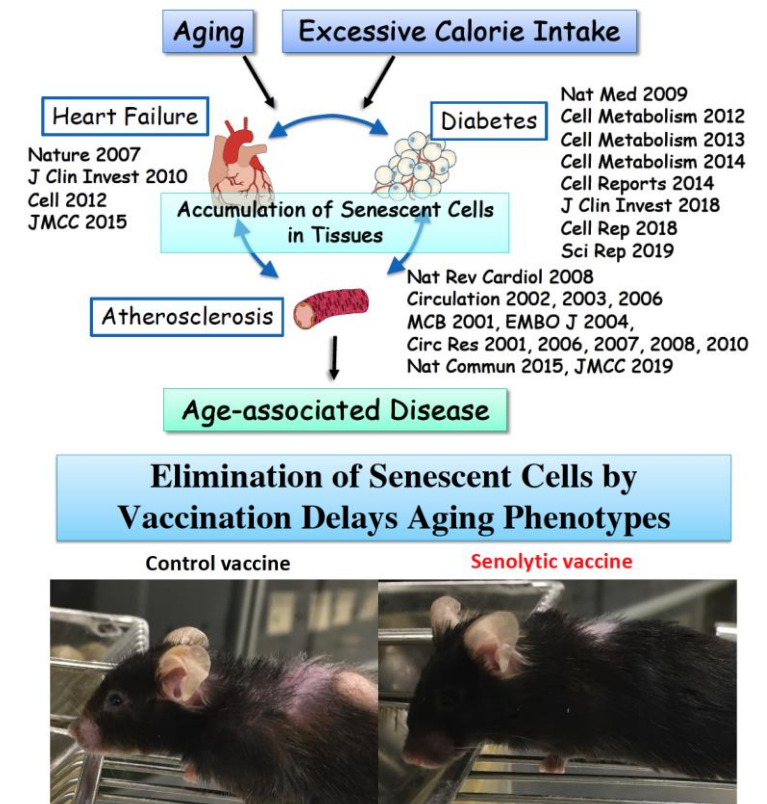 Aging
Excessive Calorie Intake
Heart Failure
Nature 2007
J Clin Invest 2010
Cell 2012
JMCC 2015
Diabetes
Nat Med 2009
Cell Metabolism 2012
Cell Metabolism 2013
Cell Metabolism 2014
Cell Reports 2014
J Clin Invest 2018
Cell Rep 2018
Sci Rep 2019
Accumulation of Senescent Cells
in Tissues
Atherosclerosis
Nat Rev Cardiol 2008
Circulation 2002, 2003, 2006
MCB 2001, EMBO J 2004,
Circ Res 2001, 2006, 2007, 2008, 2010
Nat Commun 2015, JMCC 2019
Age-associated Disease
Elimination of Senescent Cells by
Vaccination Delays Aging Phenotypes
Control vaccine
Senolytic vaccine